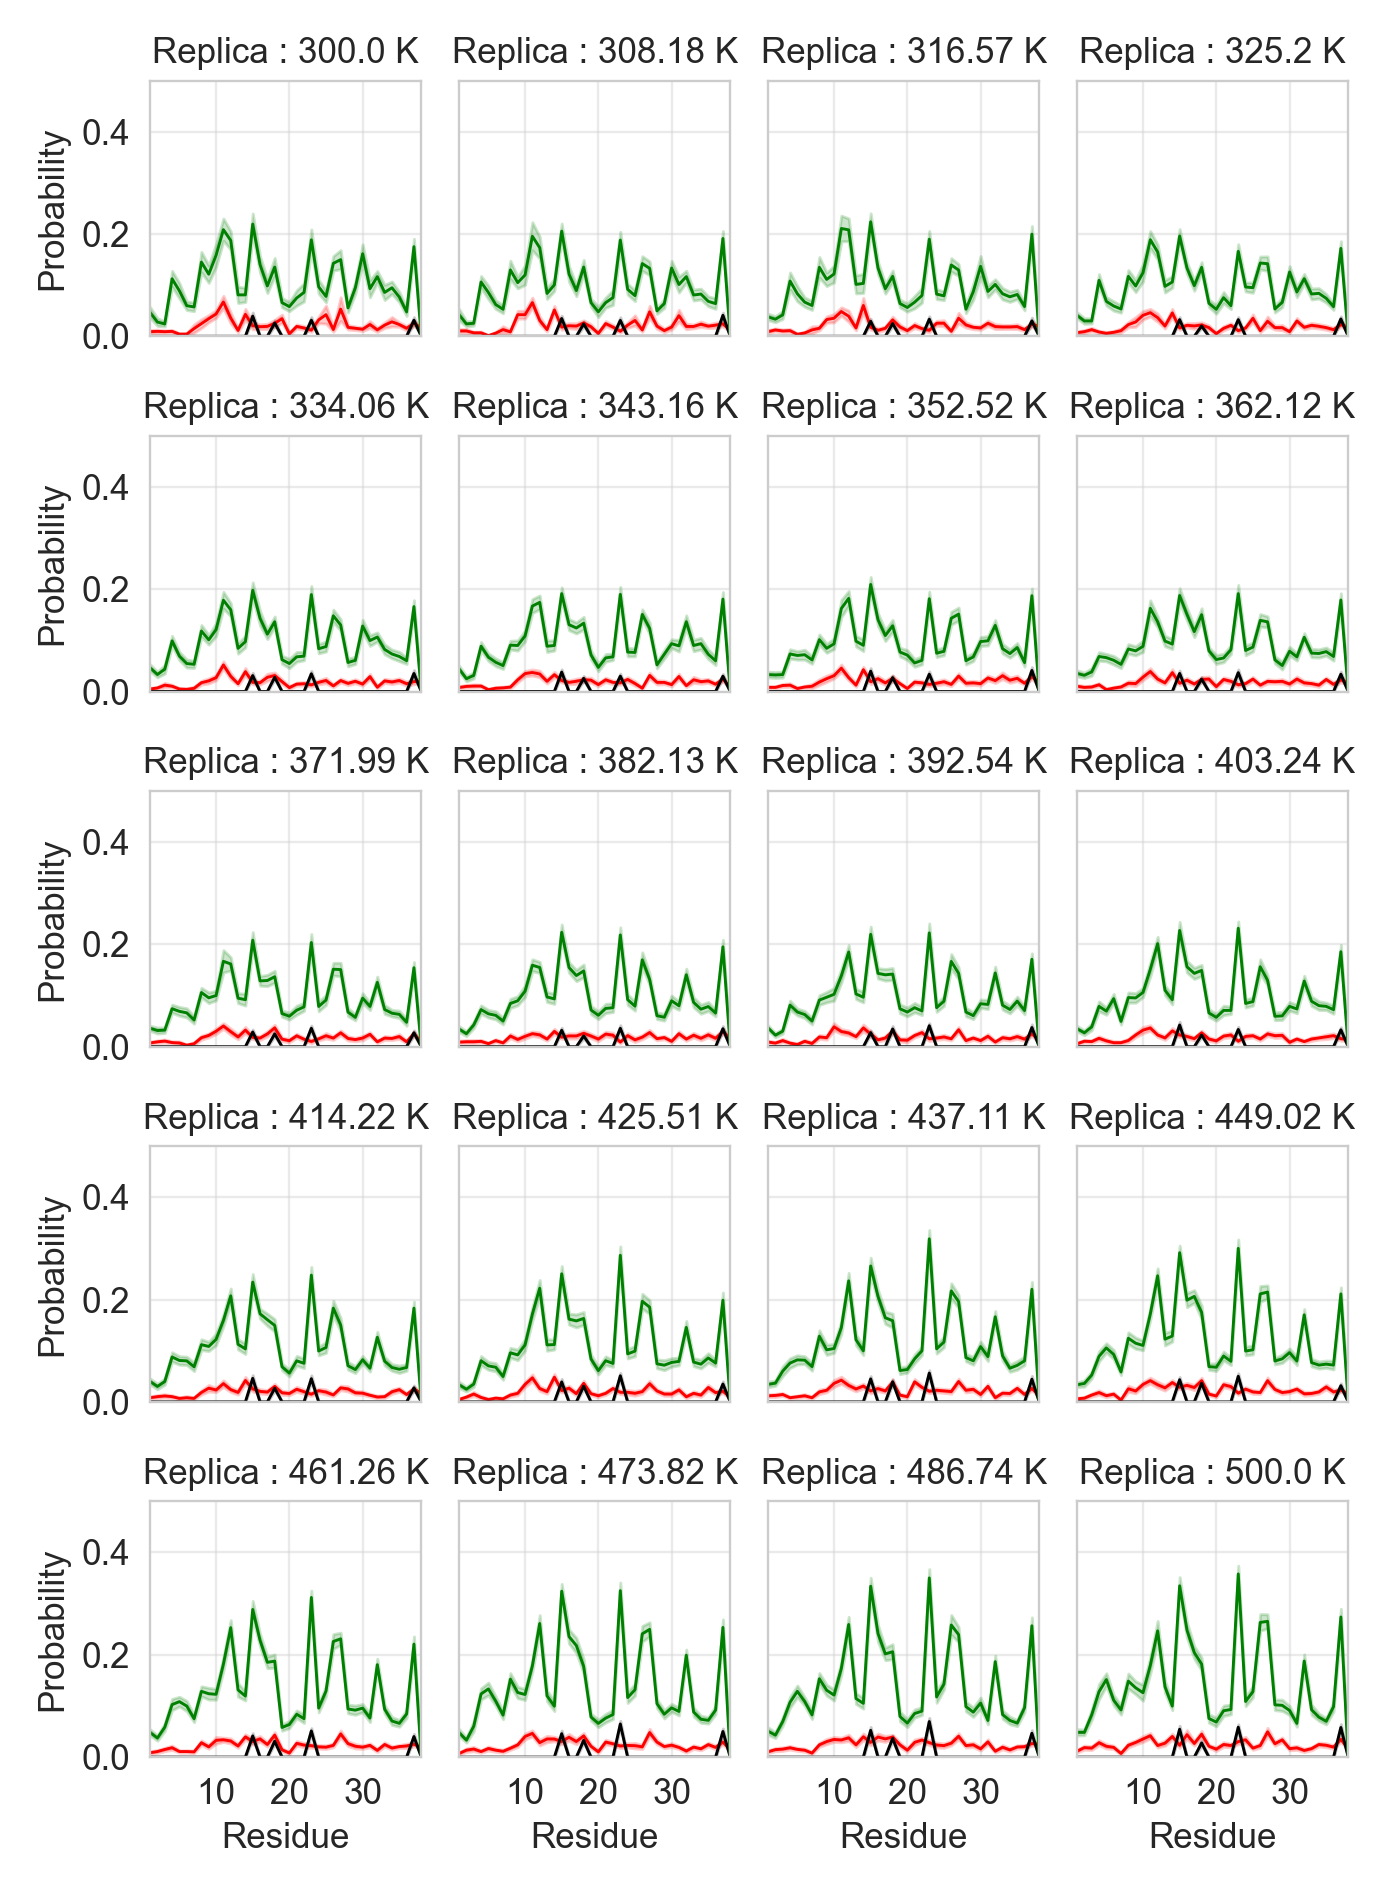 Replica : 300.0 K Replica : 308.18 K Replica : 316.57 K Replica : 325.2 K
Probability
0.4
0.2
0.0
Replica : 334.06 K Replica : 343.16 K Replica : 352.52 K Replica : 362.12 K
Probability
0.4
0.2
0.0
Replica : 371.99 K Replica : 382.13 K Replica : 392.54 K Replica : 403.24 K
Probability
0.4
0.2
0.0
Replica : 414.22 K Replica : 425.51 K Replica : 437.11 K Replica : 449.02 K
Probability
0.4
0.2
0.0
Replica : 461.26 K Replica : 473.82 K Replica : 486.74 K Replica : 500.0 K
Probability
0.4
0.2
0.0
10 20 30 10 20 30 10 20 30 10 20 30
Residue Residue Residue Residue